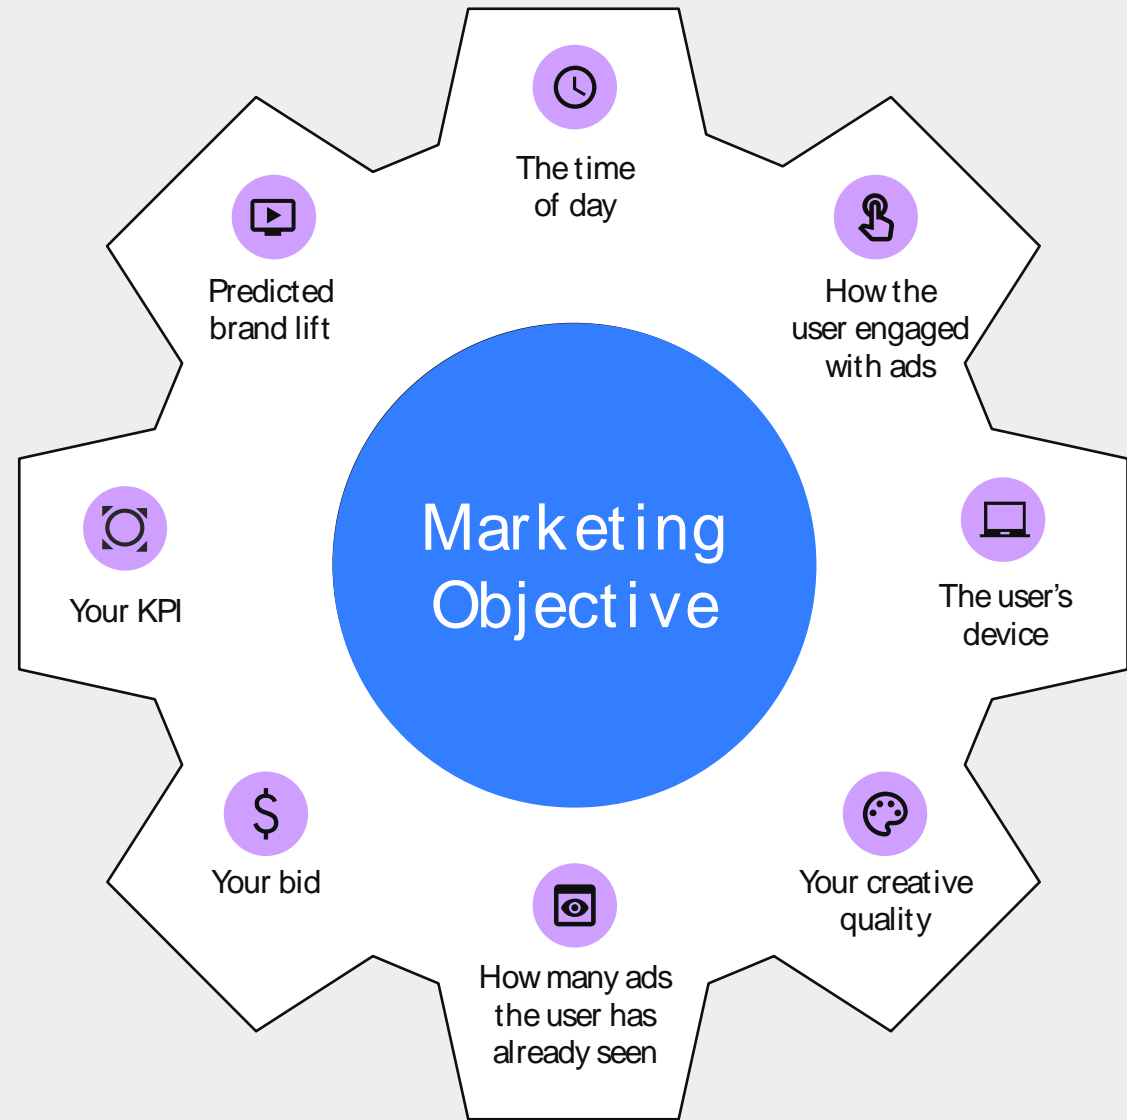 The time
of day
How the
user engaged
with ads
The user’s
device
Your creative
quality
How many ads
the user has
already seen
Your bid
Your KPI
Predicted
brand lift
Marketing
Objective